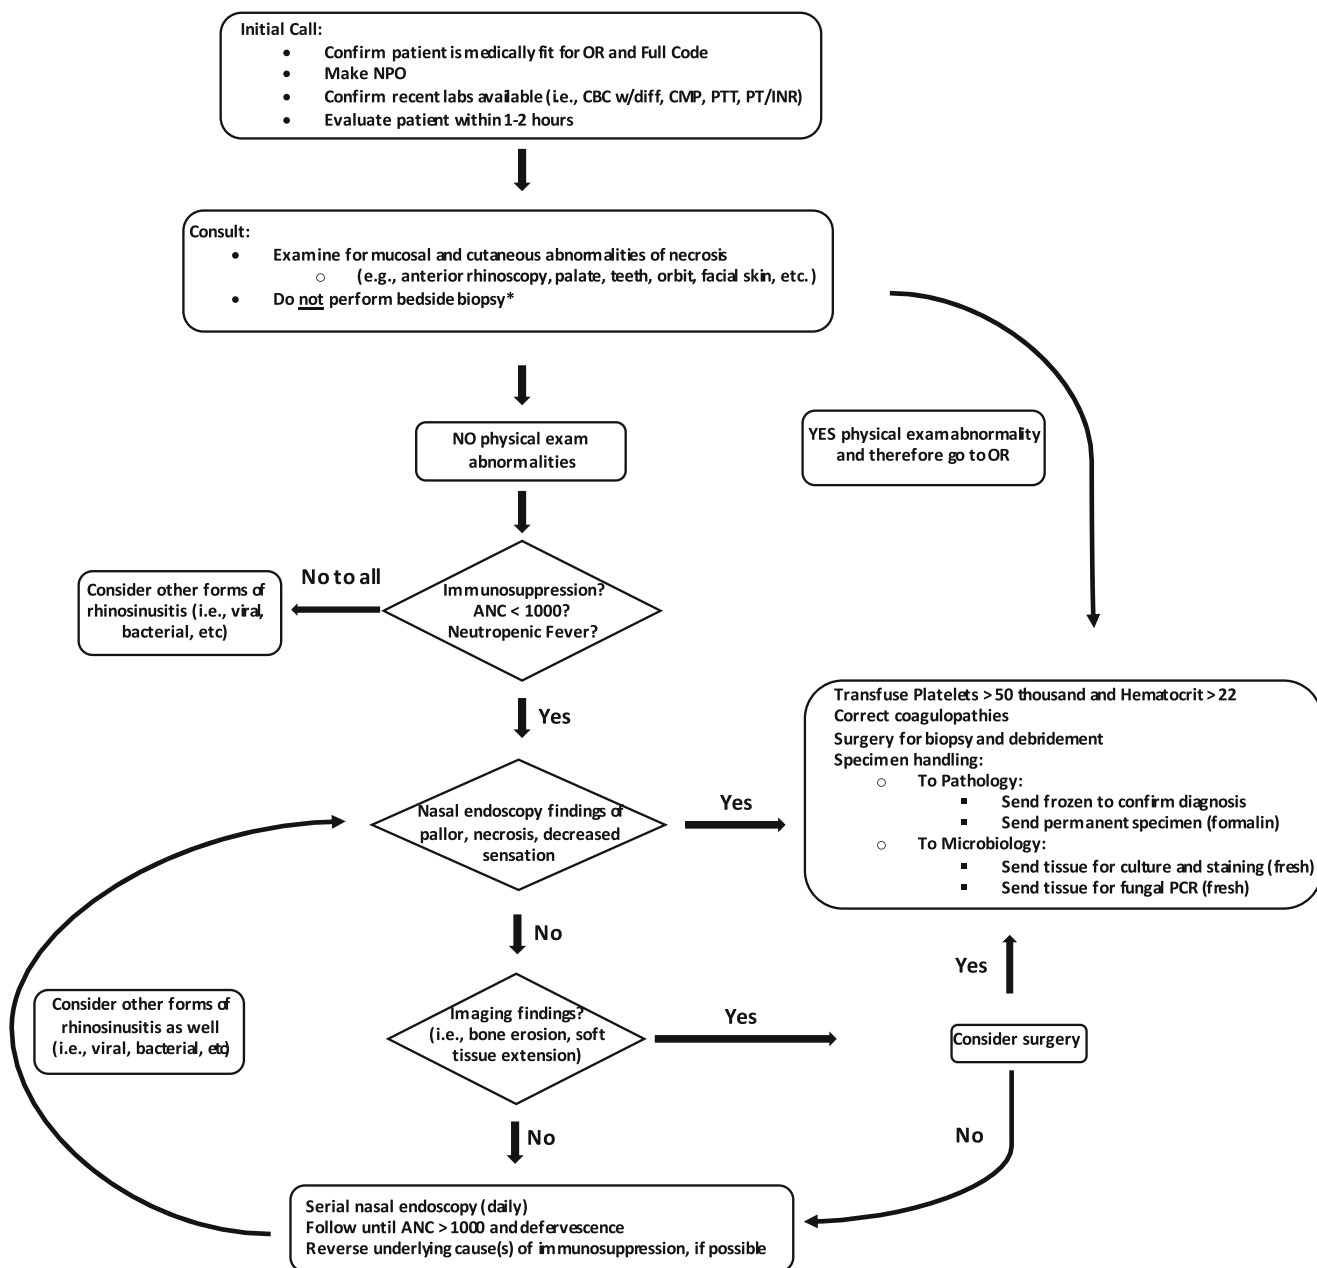 Initial Call:
• Confirm patient is medically fit for OR and Full Code
• Make NPO
• Confirm recent labs available (i.e., CBC w/diff, CMP, PTT, PT/INR)
• Evaluate patient within 1-2 hours
Consult:
• Examine for mucosal and cutaneous abnormalities of necrosis
○ (e.g., anterior rhinoscopy, palate, teeth, orbit, facial skin, etc.)
• Do not perform bedside biopsy*
NO physical exam
abnormalities
YES physical exam abnormality
and therefore go to OR
Immunosuppression?
ANC < 1000?
Neutropenic Fever?
No to all
Consider other forms of
rhinosinusitis (i.e., viral,
bacterial, etc)
Yes
Nasal endoscopy findings of
pallor, necrosis, decreased
sensation
Yes
Transfuse Platelets > 50 thousand and Hematocrit > 22
Correct coagulopathies
Surgery for biopsy and debridement
Specimen handling:
○ To Pathology:
▪ Send frozen to confirm diagnosis
▪ Send permanent specimen (formalin)
○ To Microbiology:
▪ Send tissue for culture and staining (fresh)
▪ Send tissue for fungal PCR (fresh)
No
Imaging findings?
(i.e., bone erosion, soft
tissue extension)
Yes
Consider surgery
Yes
No
Consider other forms of
rhinosinusitis as well
(i.e., viral, bacterial, etc)
No
Serial nasal endoscopy (daily)
Follow until ANC > 1000 and defervescence
Reverse underlying cause(s) of immunosuppression, if possible